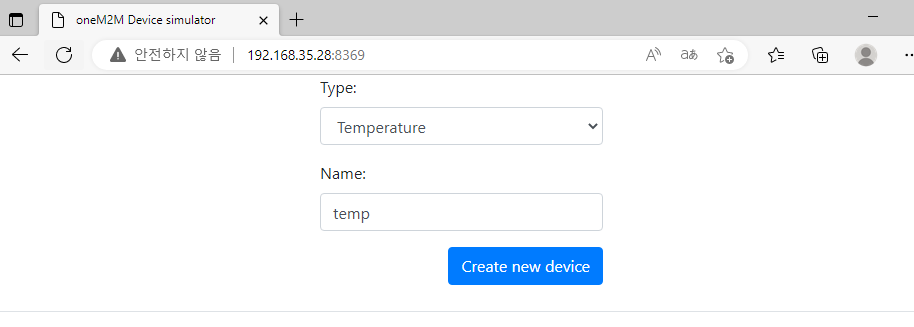 oneM2M Device simulator
안전하지 않음 192.168.35.28:8369
Type:
Temperature
Name:
temp
Create new device